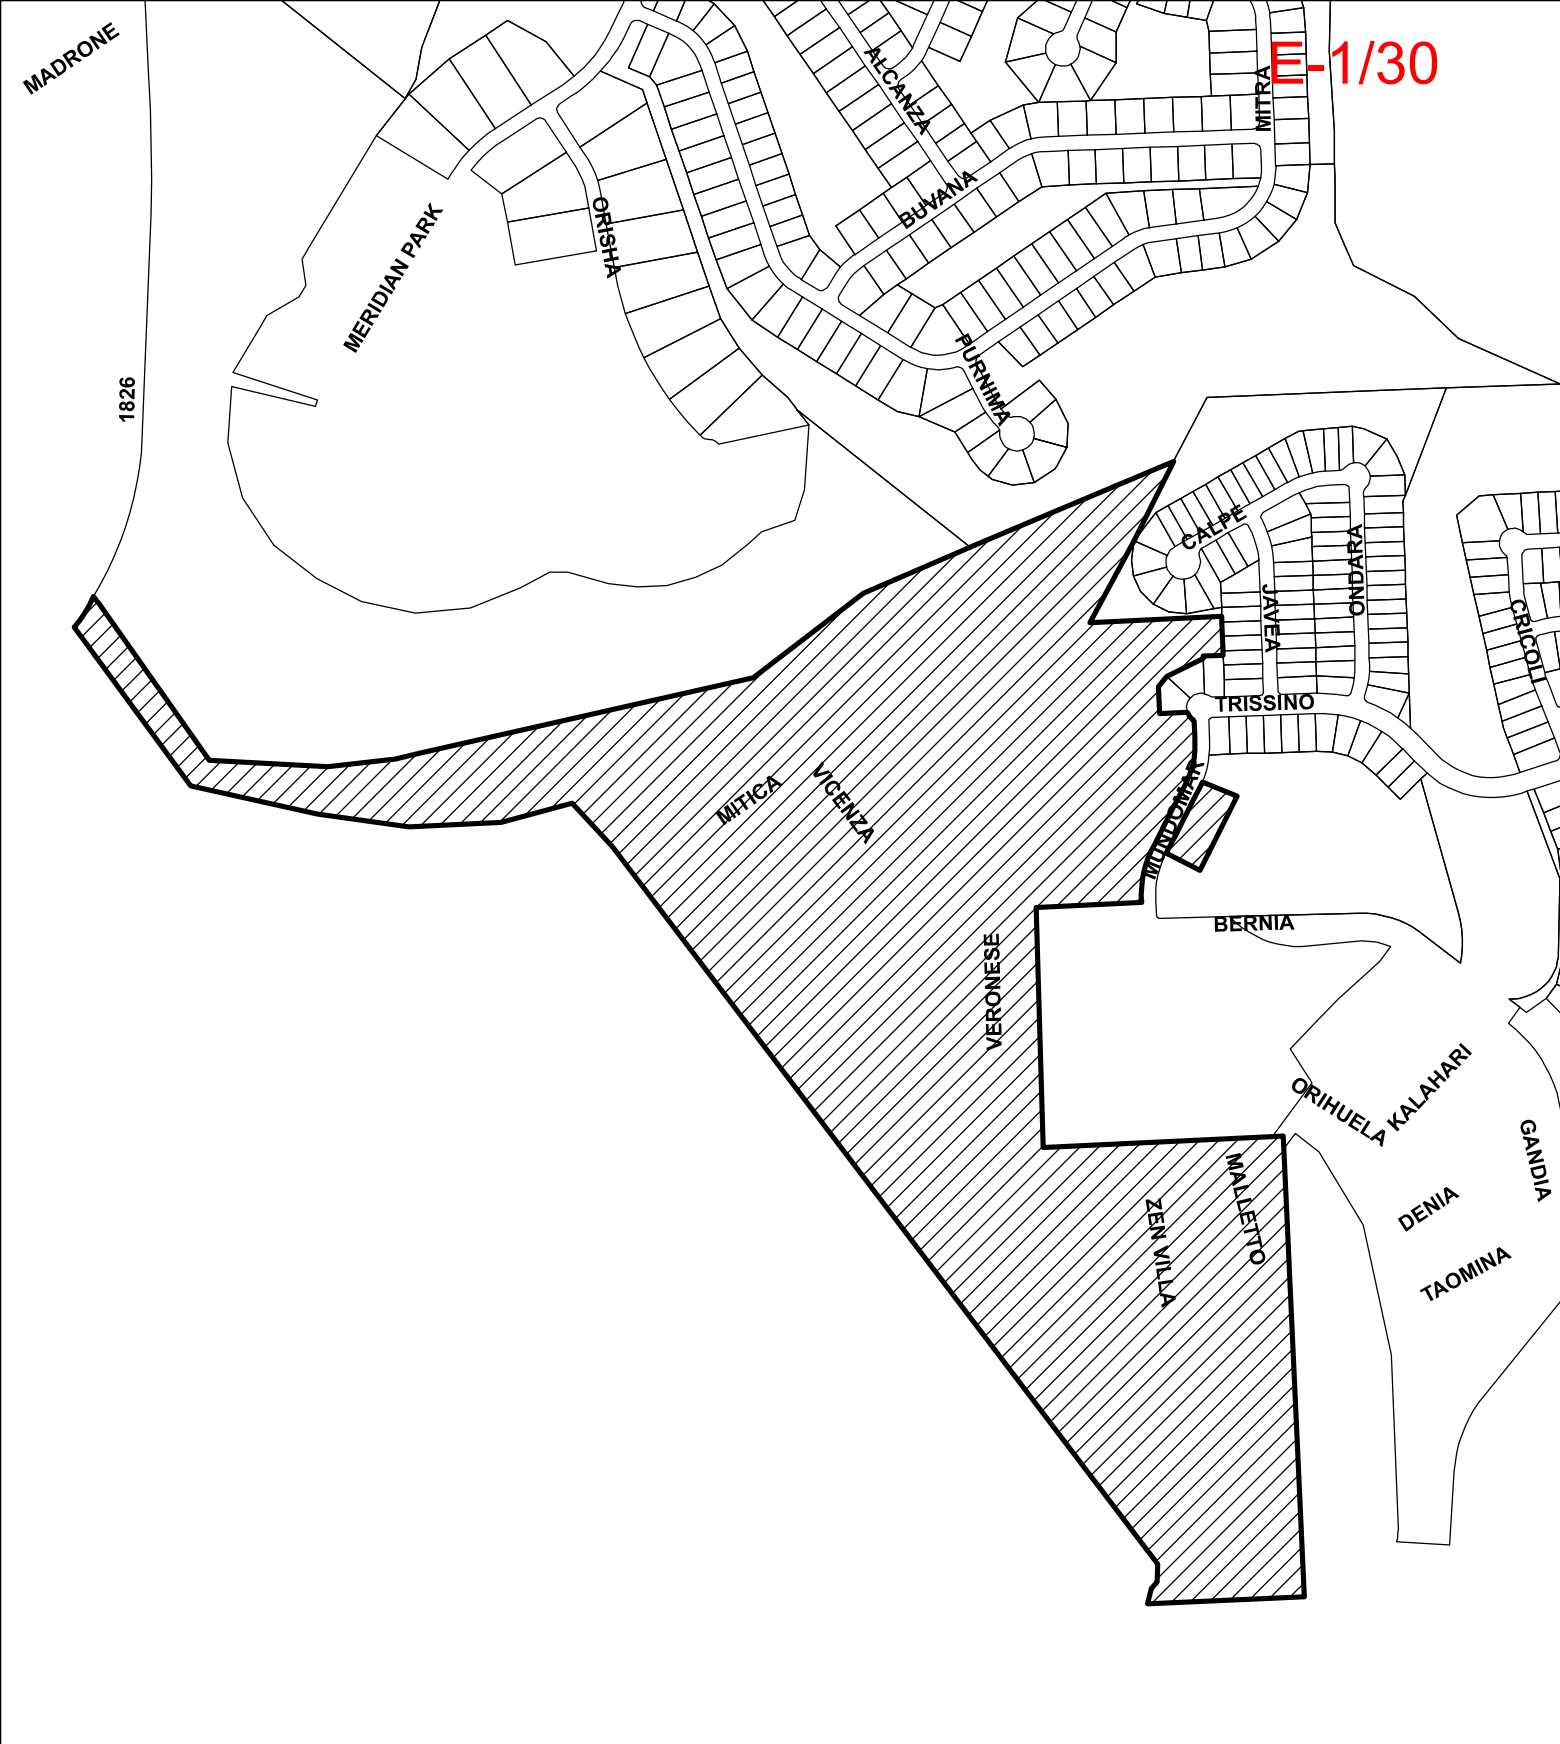 MADRONE
E-1/30
ALCANZA
MITRA
BUVANA
ORISHA
MERIDIAN PARK
PURNIMA
1826
CALPE
ONDARA
JAVEA
CRICOLI
TRISSINO
MITICA
VICENZA
MUNDOMAR
BERNIA
VERONESE
ORIHUELA
KALAHARI
GANDIA
MALLETTO
DENIA
ZEN VILLA
TAOMINA